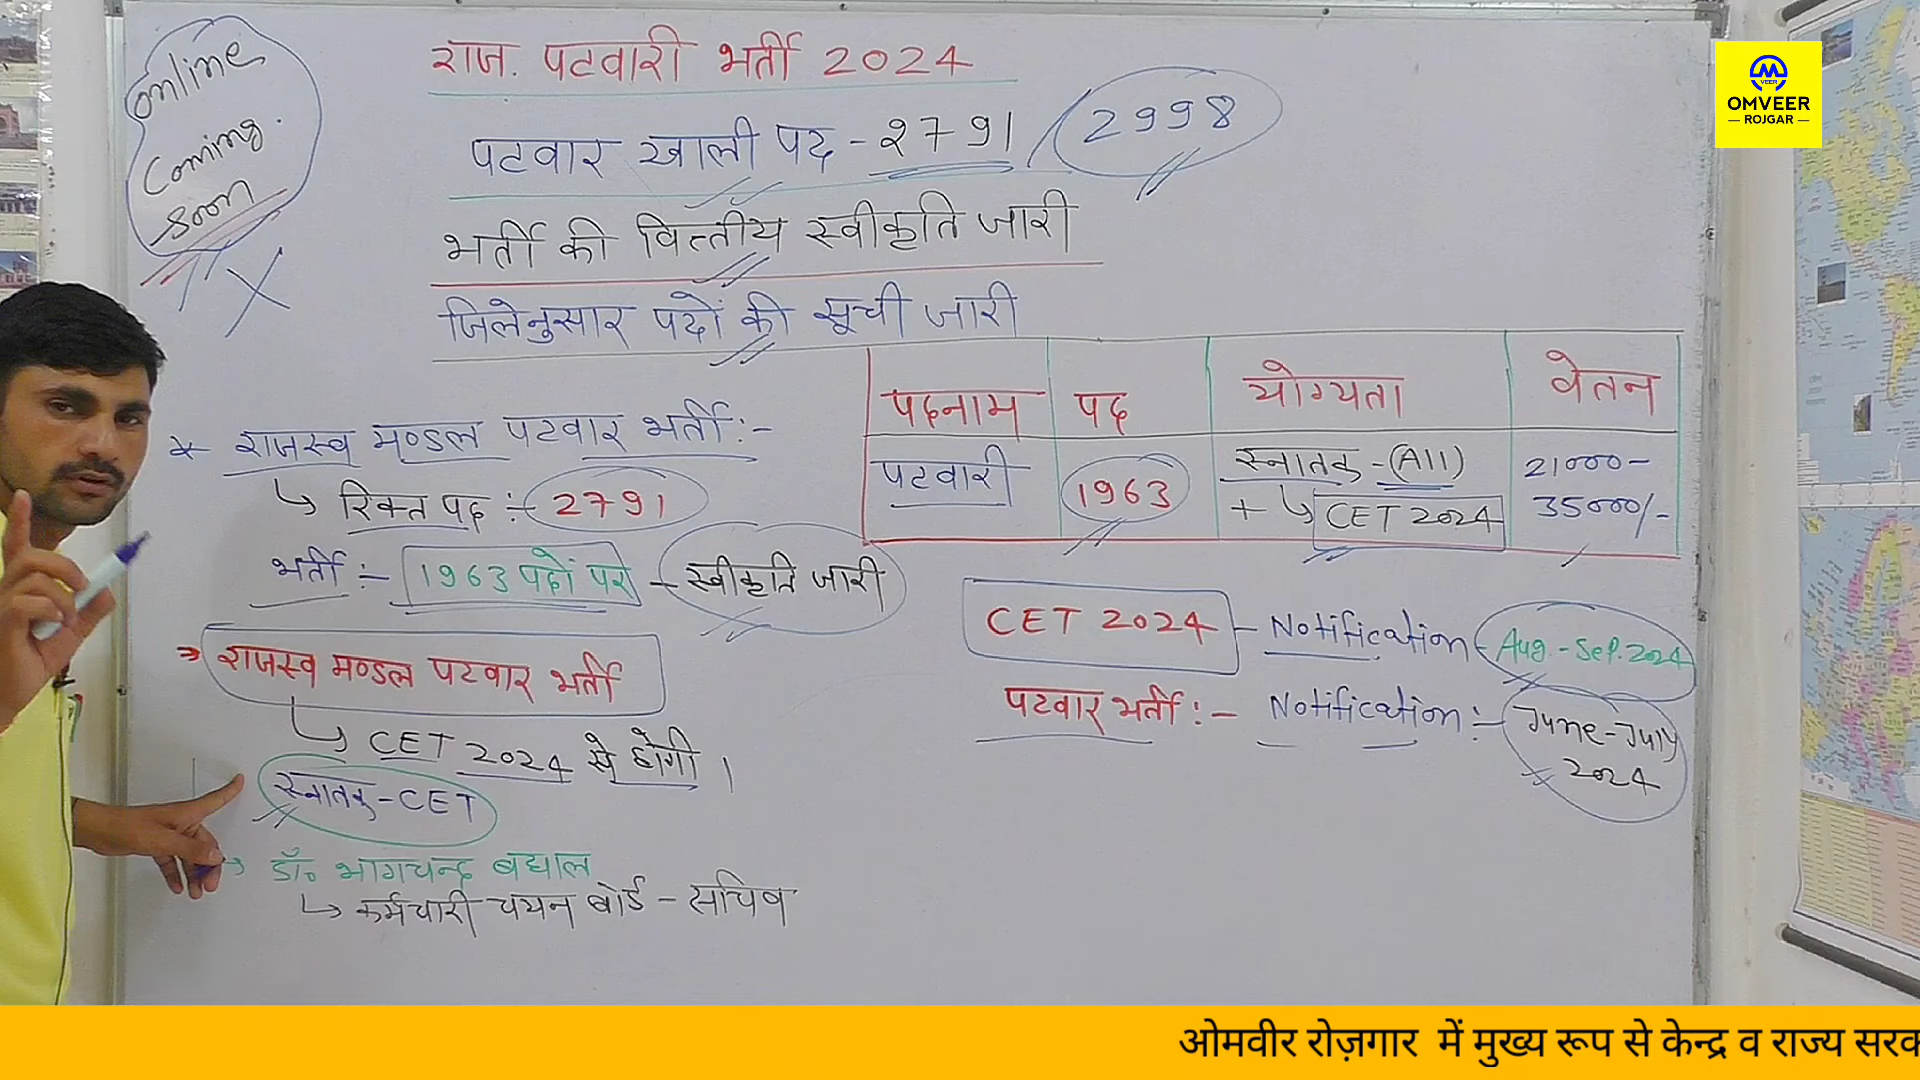 Online
Coming
soon
राज. पटवारी भर्ती 2024
पटवार खाली पद - 2791 / 2998
भर्ती की वित्तीय स्वीकृति जारी
जिलेनुसार पदों की सूची जारी
* राजस्व मण्डल पटवार भर्ती :-
↳ रिक्त पद :- 2791
भर्ती :- 1963 पदों पर - स्वीकृति जारी
⇒ राजस्व मण्डल पटवार भर्ती
↳ CET 2024 से होगी ।
स्नातक - CET
→ डॉ० भागचन्द बधाल
↳ कर्मचारी चयन बोर्ड - सचिव
पदनाम पद योग्यता वेतन
पटवारी 1963 स्नातक - (All) 21000-
+ ↳ CET 2024 35000/-
CET 2024 - Notification - Aug - Sep. 2024
पटवार भर्ती :- Notification :- June - July
2024
VEER
OMVEER
ROJGAR
ओमवीर रोज़गार में मुख्य रूप से केन्द्र व राज्य सरक